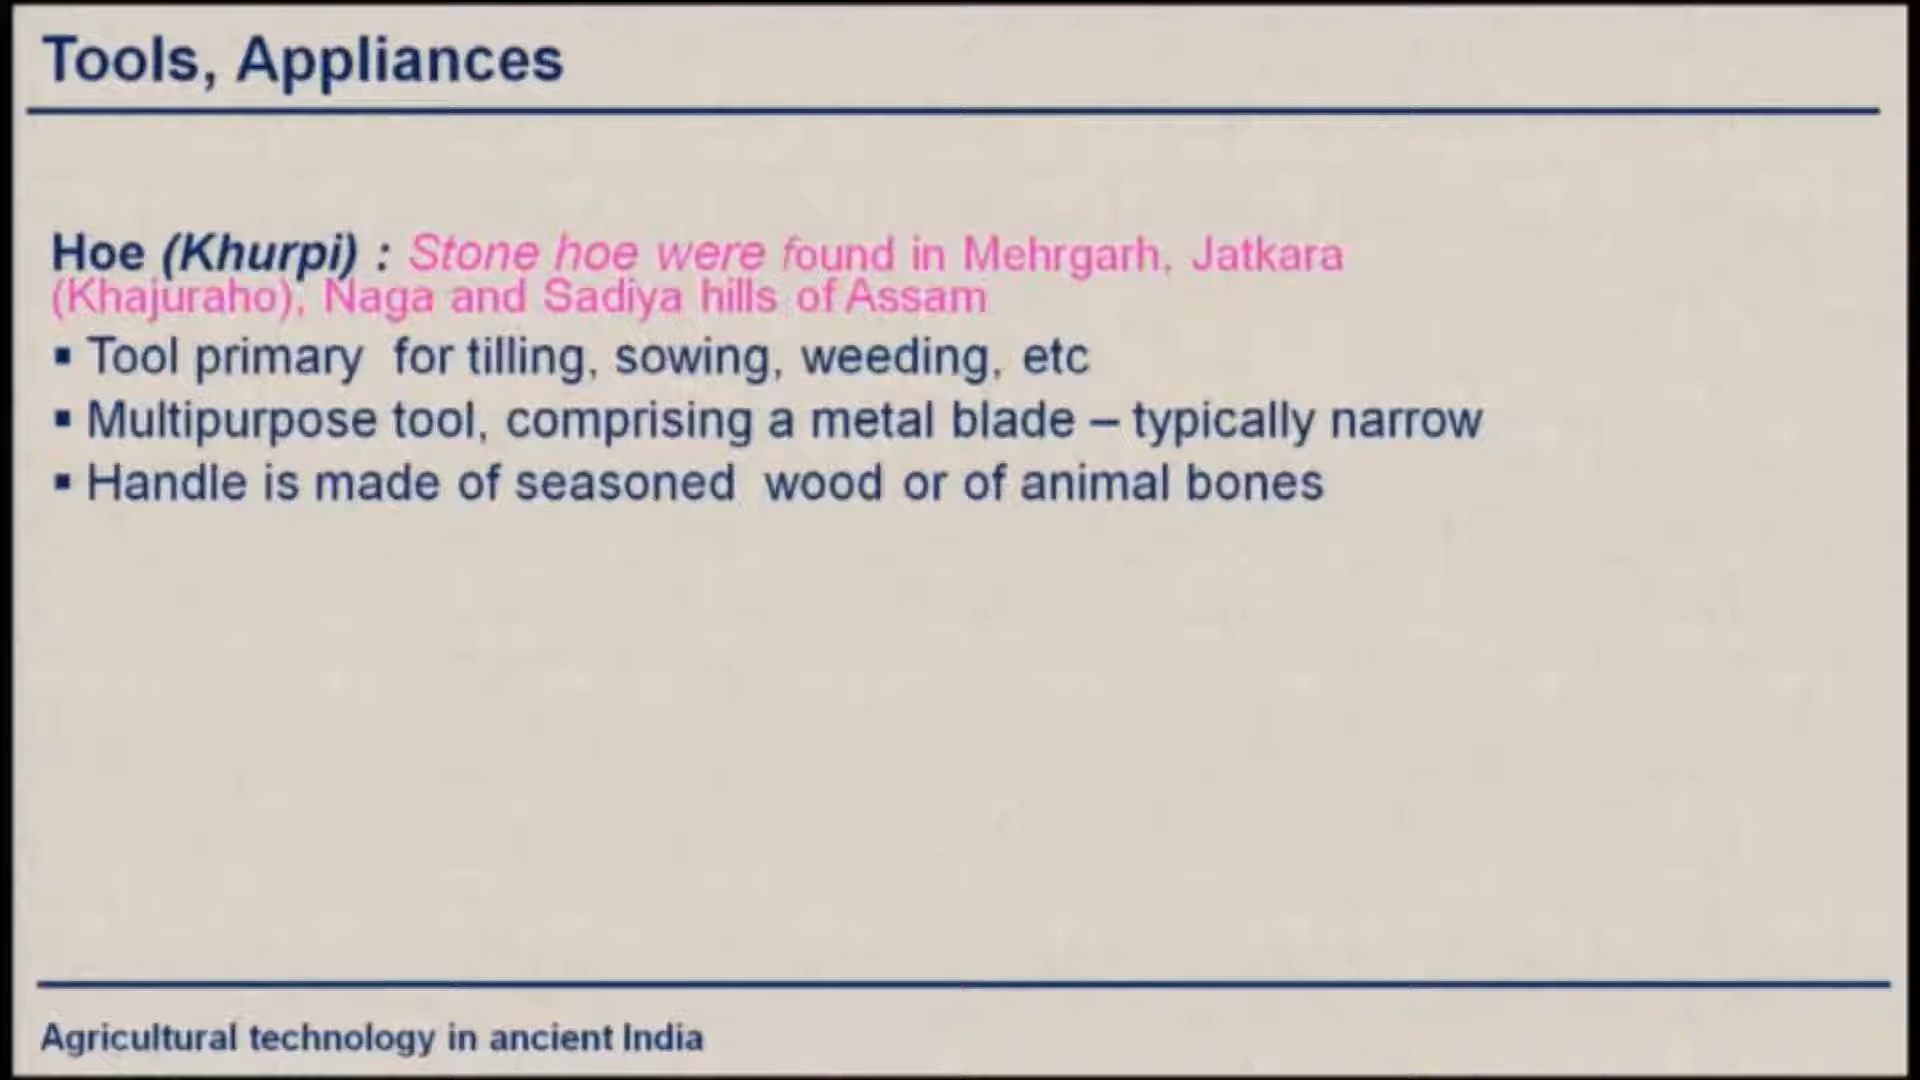 Tools, Appliances
Hoe (Khurpi) : Stone hoe were found in Mehrgarh, Jatkara
(Khajuraho), Naga and Sadiya hills of Assam
▪ Tool primary for tilling, sowing, weeding, etc
▪ Multipurpose tool, comprising a metal blade – typically narrow
▪ Handle is made of seasoned wood or of animal bones
Agricultural technology in ancient India